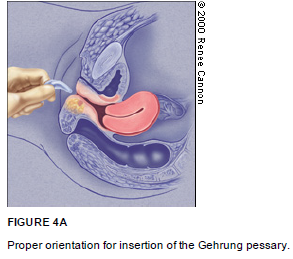 © 2000 Renee Cannon
FIGURE 4A
Proper orientation for insertion of the Gehrung pessary.